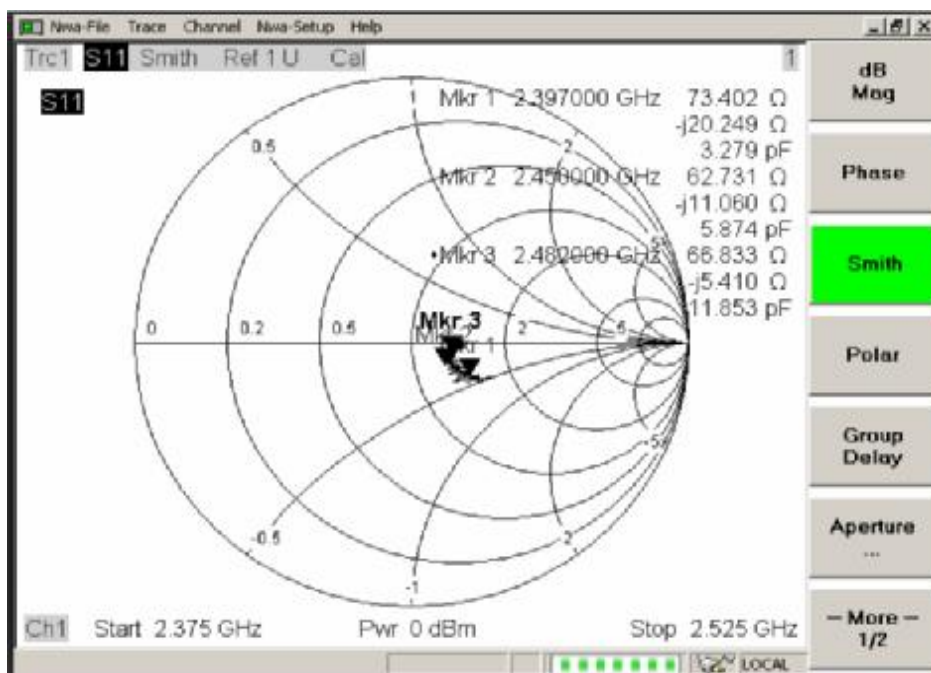 Nwa-File Trace Channel Nwa-Setup Help
Trc1 S11 Smith Ref 1 U Cal 1
S11
Mkr 1 2.397000 GHz 73.402 Ω
-j20.249 Ω
3.279 pF
Mkr 2 2.450000 GHz 62.731 Ω
-j11.060 Ω
5.874 pF
•Mkr 3 2.482000 GHz 66.833 Ω
-j5.410 Ω
11.853 pF
0.5
2
5
0
0.2
0.5
Mkr 3
Mkr 2
Mkr 1
2
5
-5
-0.5
-2
-1
Ch1 Start 2.375 GHz Pwr 0 dBm Stop 2.525 GHz
LOCAL
dB
Mag
Phase
Smith
Polar
Group
Delay
Aperture
...
– More –
1/2